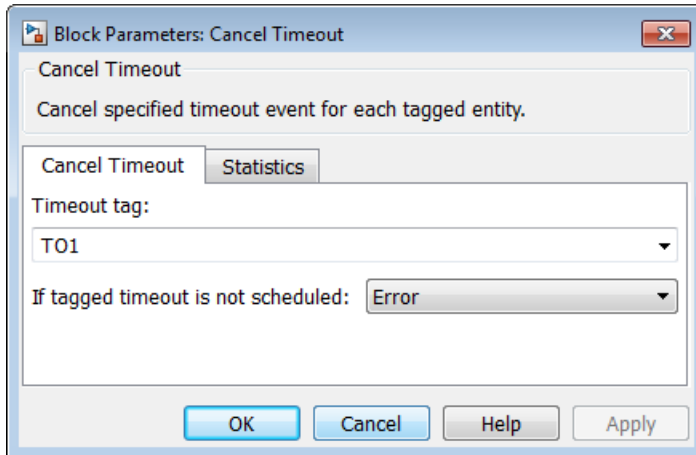 Block Parameters: Cancel Timeout
Cancel Timeout
Cancel specified timeout event for each tagged entity.
Cancel Timeout Statistics
Timeout tag:
TO1
If tagged timeout is not scheduled: Error
OK Cancel Help Apply